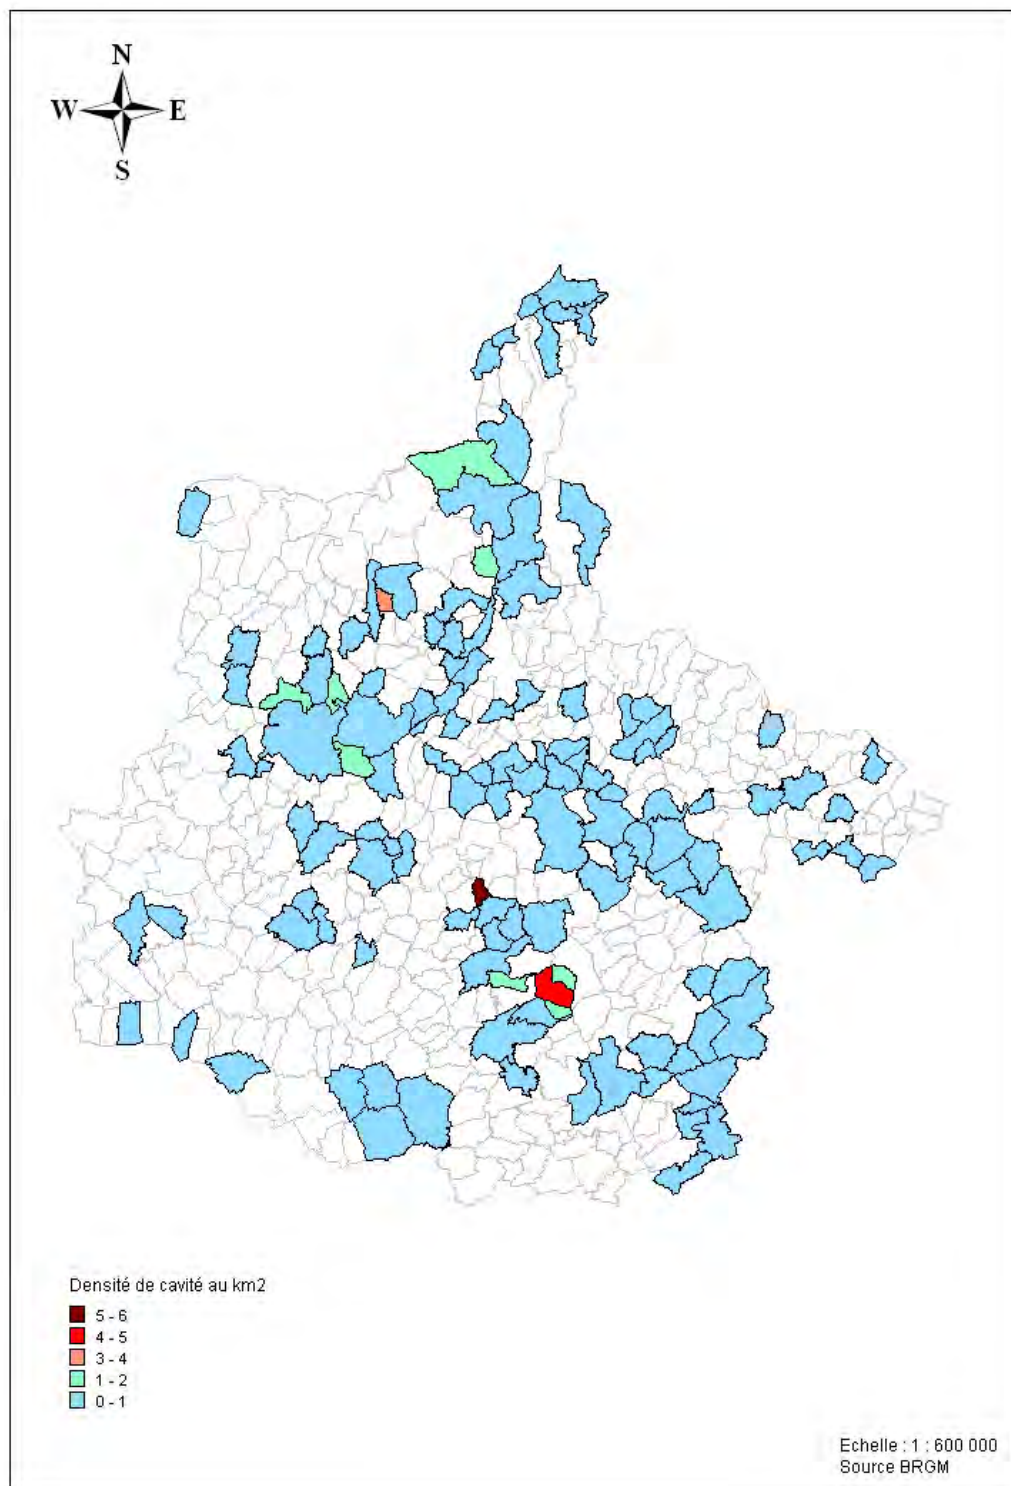 N
W E
S
Densité de cavité au km2
5 - 6
4 - 5
3 - 4
1 - 2
0 - 1
Echelle : 1 : 600 000
Source BRGM